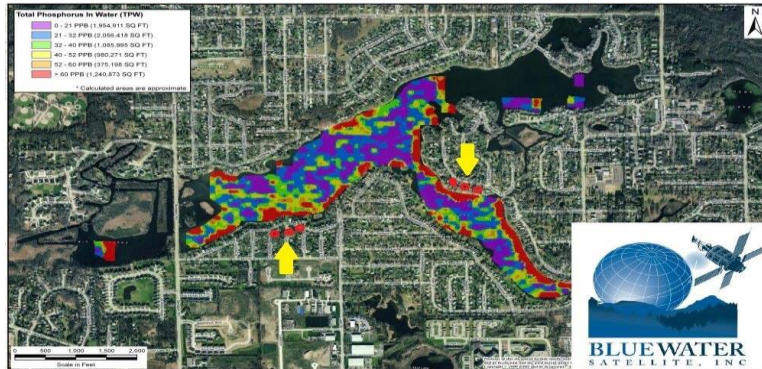 Total Phosphorus In Water (TPW)
0 - 21 PPB (1,954,911 SQ FT)
21 - 32 PPB (2,066,418 SQ FT)
32 - 40 PPB (1,085,995 SQ FT)
40 - 52 PPB (980,271 SQ FT)
52 - 60 PPB (375,198 SQ FT)
> 60 PPB (1,240,873 SQ FT)
* Calculated areas are approximate.
N
0 500 1,000 1,500 2,000
Scale in Feet
BLUEWATER
SATELLITE, INC